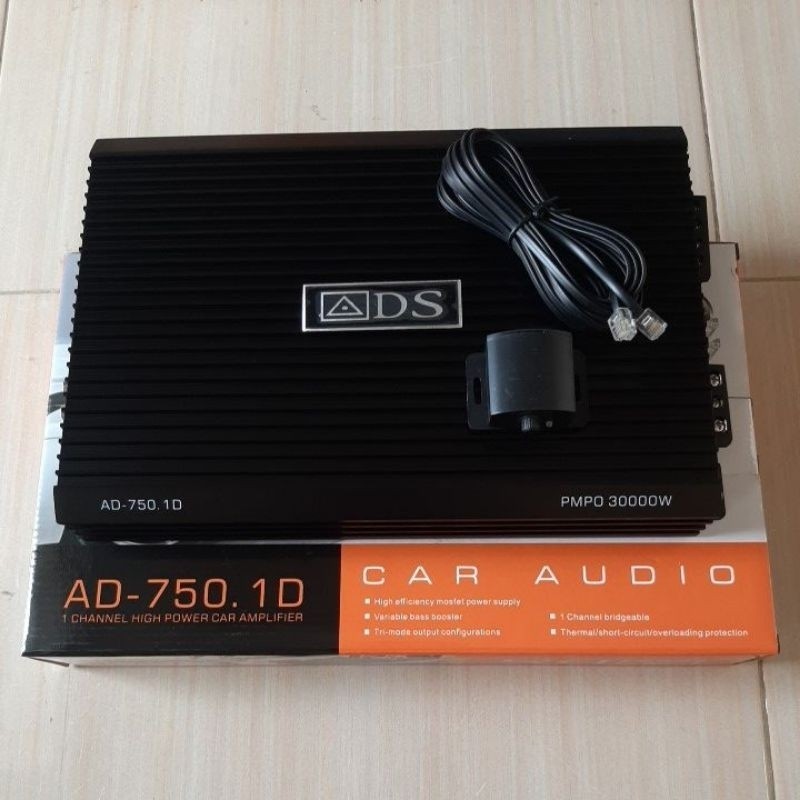 ADS
AD-750.1D
PMPO 30000W
AD-750.1D
1 CHANNEL HIGH POWER CAR AMPLIFIER
CAR AUDIO
High efficiency mosfet power supply
Variable bass booster
Tri-mode output configurations
1 Channel bridgeable
Thermal/short-circuit/overloading protection